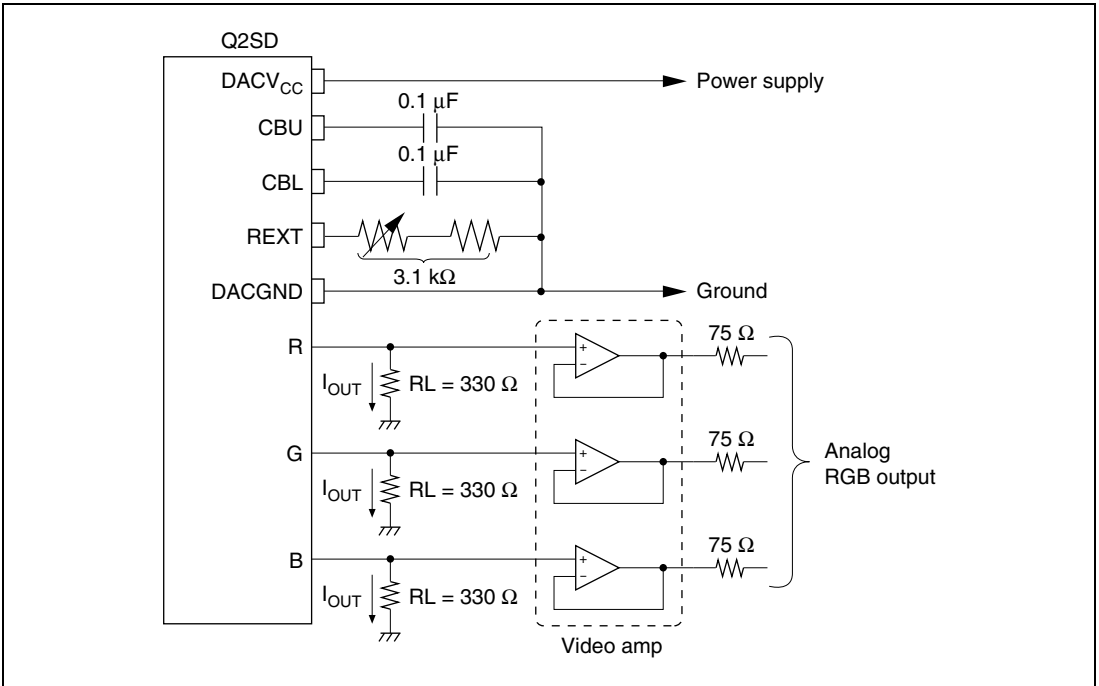 Q2SD
DACVCC
Power supply
0.1 μF
CBU
0.1 μF
CBL
REXT
3.1 kΩ
DACGND
Ground
R
+
−
75 Ω
IOUT
RL = 330 Ω
G
+
−
75 Ω
IOUT
RL = 330 Ω
Analog
RGB output
B
+
−
75 Ω
IOUT
RL = 330 Ω
Video amp